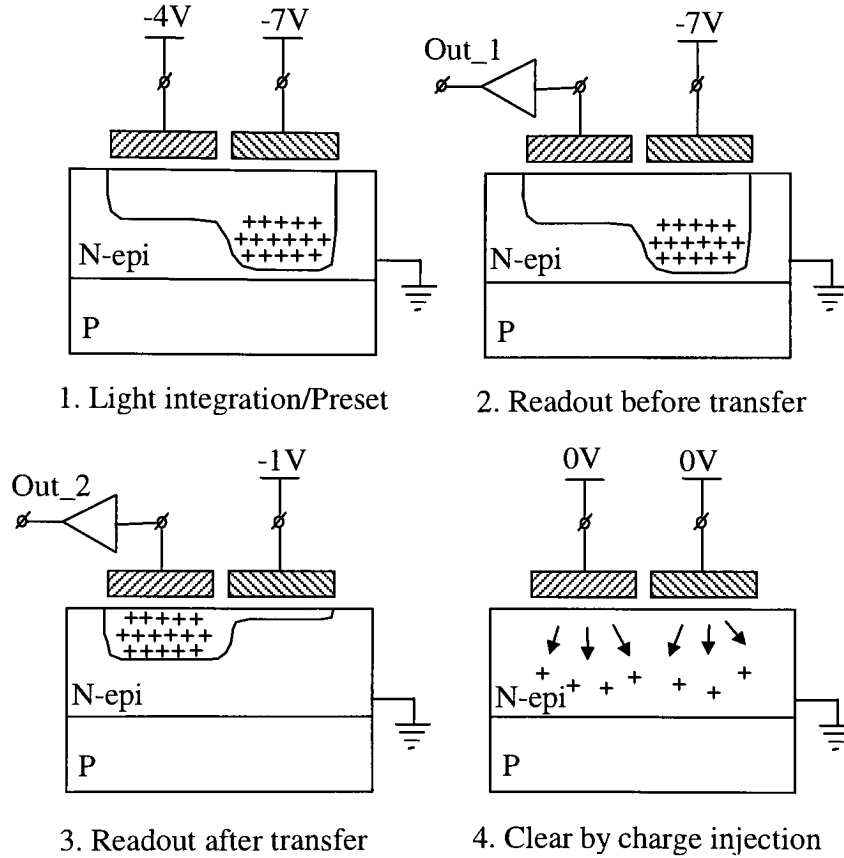 -4V -7V
+++++
++++++
+++++
N-epi
P
1. Light integration/Preset
Out_1 -7V
+++++
++++++
+++++
N-epi
P
2. Readout before transfer
Out_2 -1V
+++++
++++++
+++++
N-epi
P
3. Readout after transfer
0V 0V
+ + + + + + +
N-epi
P
4. Clear by charge injection